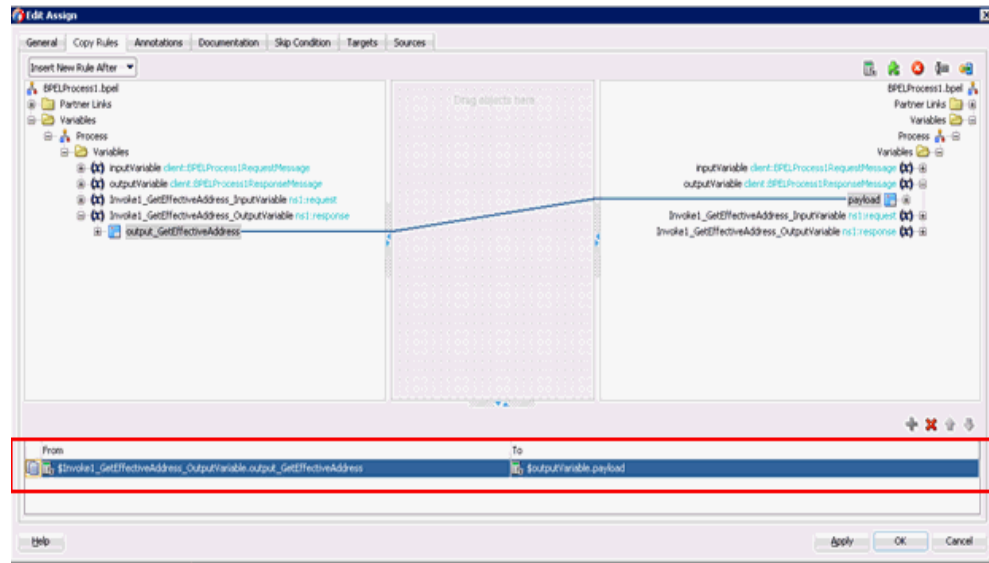 Edit Assign
General Copy Rules Annotations Documentation Skip Condition Targets Sources
Insert New Rule After
BPELProcess1.bpel
Partner Links
Variables
Process
Variables
inputVariable client:BPELProcess1RequestMessage
outputVariable client:BPELProcess1ResponseMessage
Invoke1_GetEffectiveAddress_InputVariable ns1:request
Invoke1_GetEffectiveAddress_OutputVariable ns1:response
output_GetEffectiveAddress
Drag objects here
BPELProcess1.bpel
Partner Links
Variables
Process
Variables
inputVariable client:BPELProcess1RequestMessage
outputVariable client:BPELProcess1ResponseMessage
payload
Invoke1_GetEffectiveAddress_InputVariable ns1:request
Invoke1_GetEffectiveAddress_OutputVariable ns1:response
From To
$Invoke1_GetEffectiveAddress_OutputVariable.output_GetEffectiveAddress $outputVariable.payload
Help Apply OK Cancel